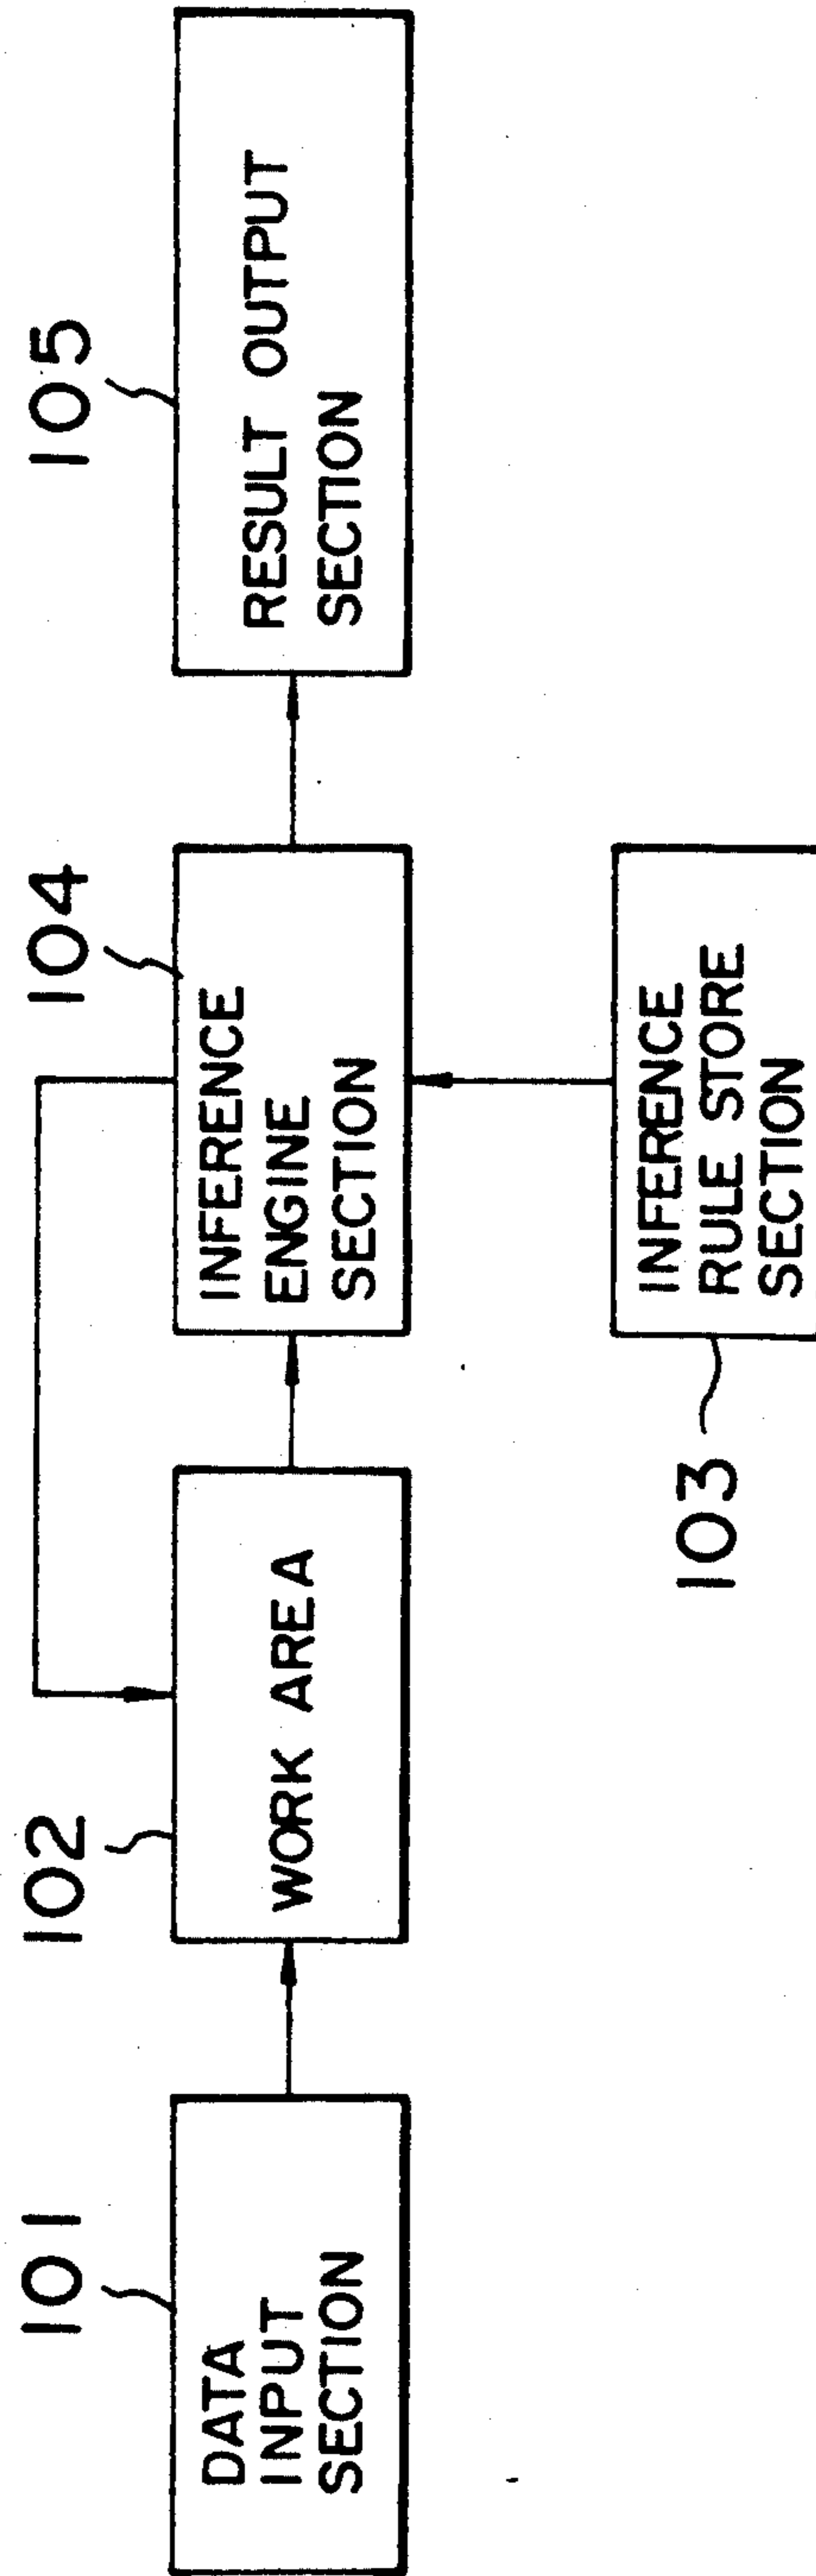 101
DATA
INPUT
SECTION
102
WORK AREA
104
INFERENCE
ENGINE
SECTION
105
RESULT OUTPUT
SECTION
103
INFERENCE
RULE STORE
SECTION